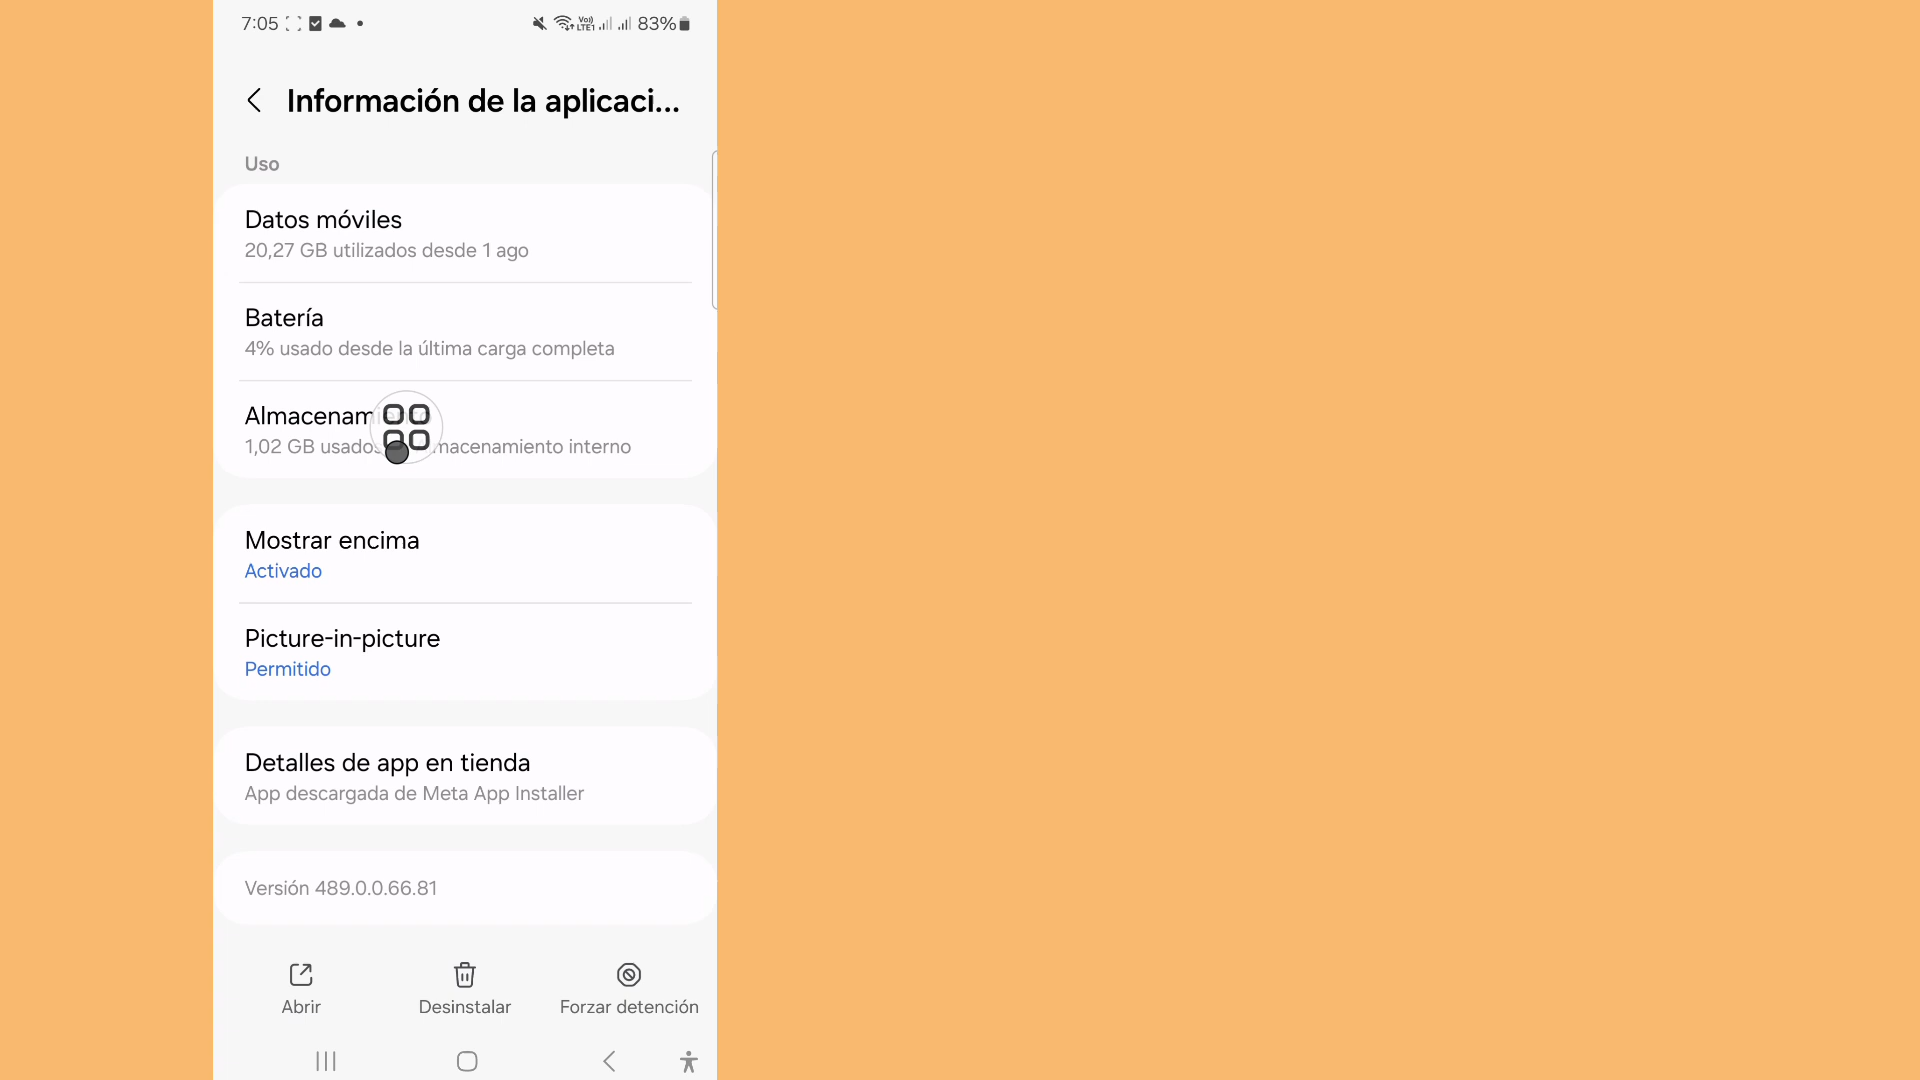 7:05 Vo) LTE1 83%
Información de la aplicaci...
Uso
Datos móviles
20,27 GB utilizados desde 1 ago
Batería
4% usado desde la última carga completa
Almacenam
1,02 GB usados macenamiento interno
Mostrar encima
Activado
Picture-in-picture
Permitido
Detalles de app en tienda
App descargada de Meta App Installer
Versión 489.0.0.66.81
Abrir Desinstalar Forzar detención